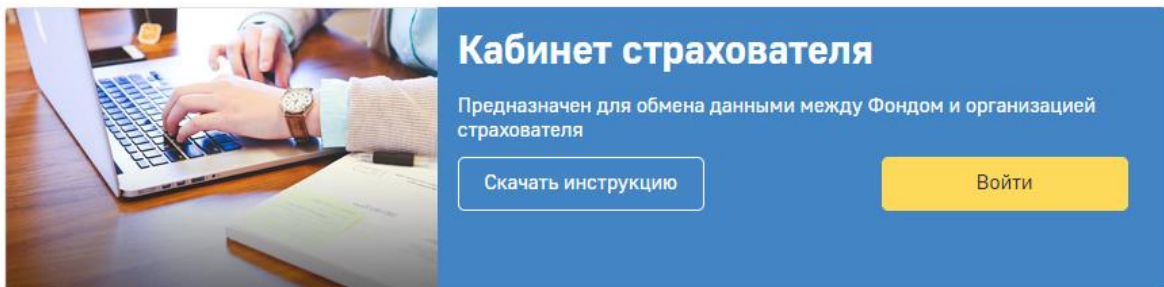 Кабинет страхователя
Предназначен для обмена данными между Фондом и организацией
страхователя
Скачать инструкцию
Войти